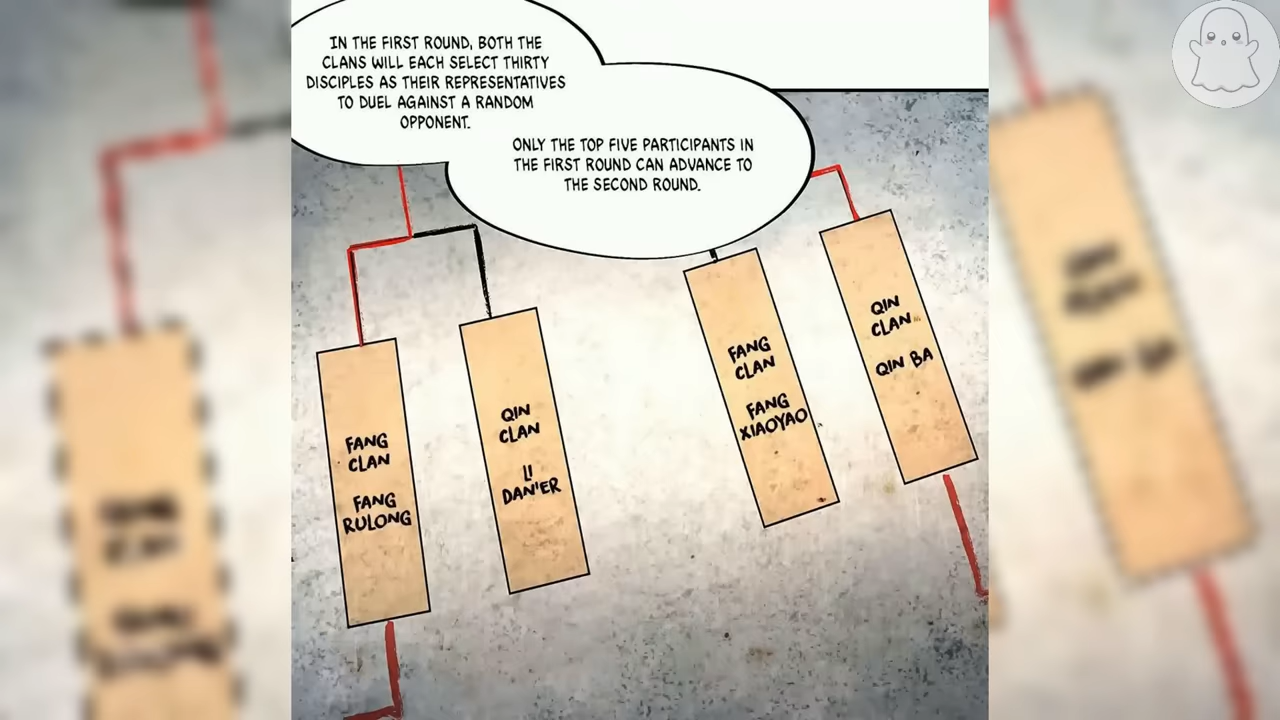 IN THE FIRST ROUND, BOTH THE
CLANS WILL EACH SELECT THIRTY
DISCIPLES AS THEIR REPRESENTATIVES
TO DUEL AGAINST A RANDOM
OPPONENT.
ONLY THE TOP FIVE PARTICIPANTS IN
THE FIRST ROUND CAN ADVANCE TO
THE SECOND ROUND.
FANG
CLAN
FANG
RULONG
QIN
CLAN
LI
DAN'ER
FANG
CLAN
FANG
XIAOYAO
QIN
CLAN
QIN BA